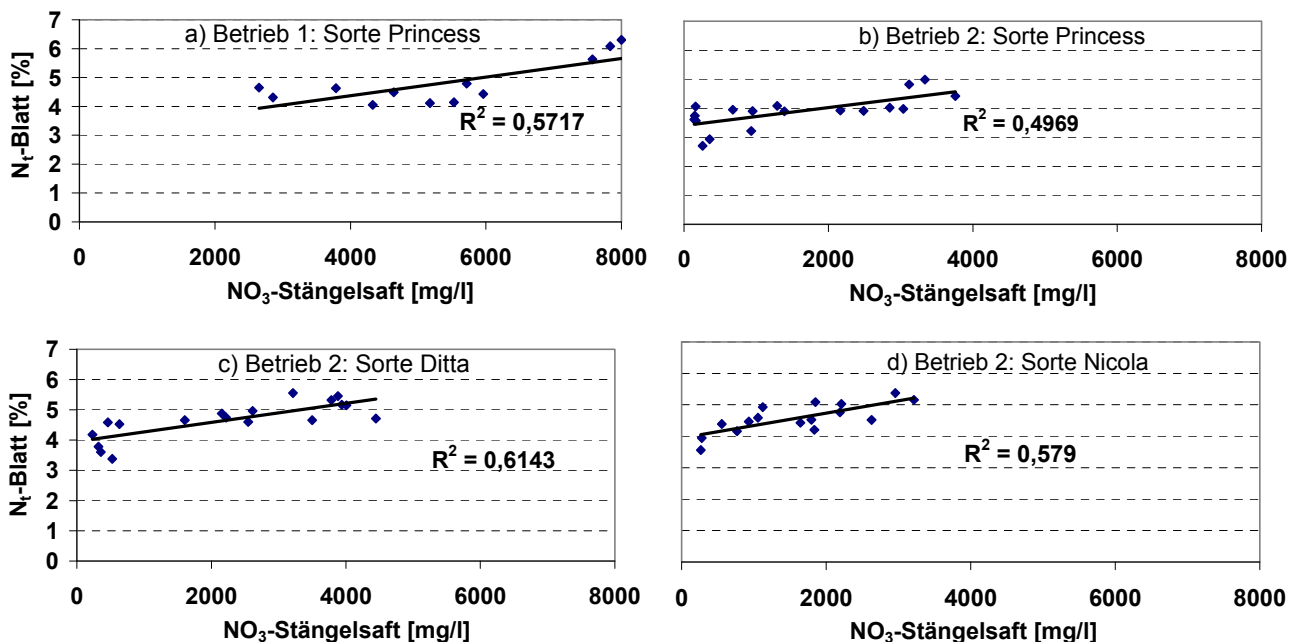 a) Betrieb 1: Sorte Princess
N_t-Blatt [%]
7
6
5
4
3
2
1
0
R² = 0,5717
0 2000 4000 6000 8000
NO₃-Stängelsaft [mg/l]
b) Betrieb 2: Sorte Princess
R² = 0,4969
0 2000 4000 6000 8000
NO₃-Stängelsaft [mg/l]
c) Betrieb 2: Sorte Ditta
N_t-Blatt [%]
7
6
5
4
3
2
1
0
R² = 0,6143
0 2000 4000 6000 8000
NO₃-Stängelsaft [mg/l]
d) Betrieb 2: Sorte Nicola
R² = 0,579
0 2000 4000 6000 8000
NO₃-Stängelsaft [mg/l]